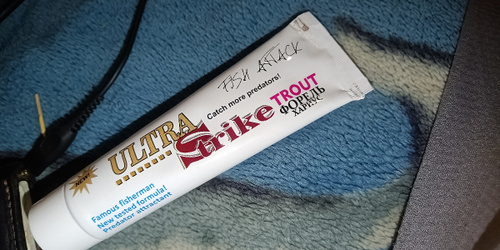 FISH ATTACK
Catch more predators!
ULTRA
Strike
TROUT
ФОРЕЛЬ
ХАРИУС
Famous fisherman
New tested formula!
Predator attractant